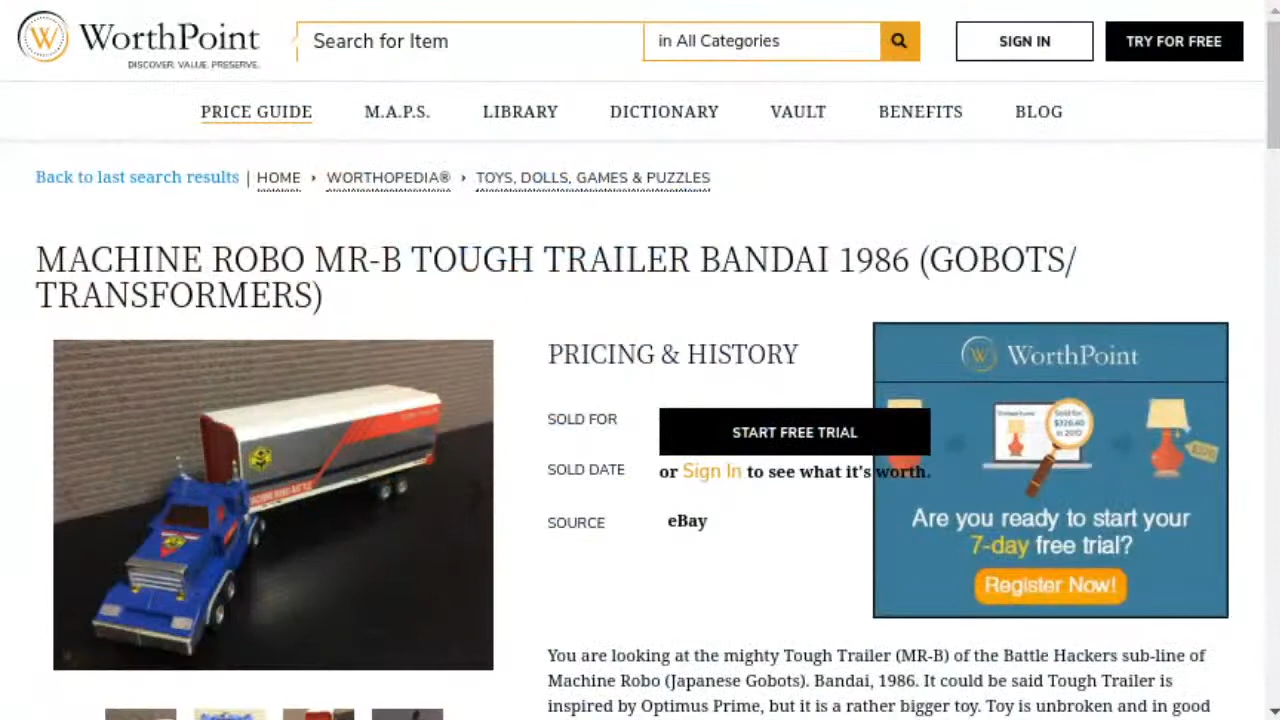 WorthPoint
DISCOVER. VALUE. PRESERVE.
Search for Item
in All Categories
SIGN IN
TRY FOR FREE
PRICE GUIDE
M.A.P.S.
LIBRARY
DICTIONARY
VAULT
BENEFITS
BLOG
Back to last search results | HOME › WORTHOPEDIA® › TOYS, DOLLS, GAMES & PUZZLES
MACHINE ROBO MR-B TOUGH TRAILER BANDAI 1986 (GOBOTS/
TRANSFORMERS)
PRICING & HISTORY
SOLD FOR
START FREE TRIAL
SOLD DATE
or Sign In to see what it's worth.
SOURCE
eBay
WorthPoint
Sold for
$326.40
in 2010
Are you ready to start your
7-day free trial?
Register Now!
You are looking at the mighty Tough Trailer (MR-B) of the Battle Hackers sub-line of
Machine Robo (Japanese Gobots). Bandai, 1986. It could be said Tough Trailer is
inspired by Optimus Prime, but it is a rather bigger toy. Toy is unbroken and in good